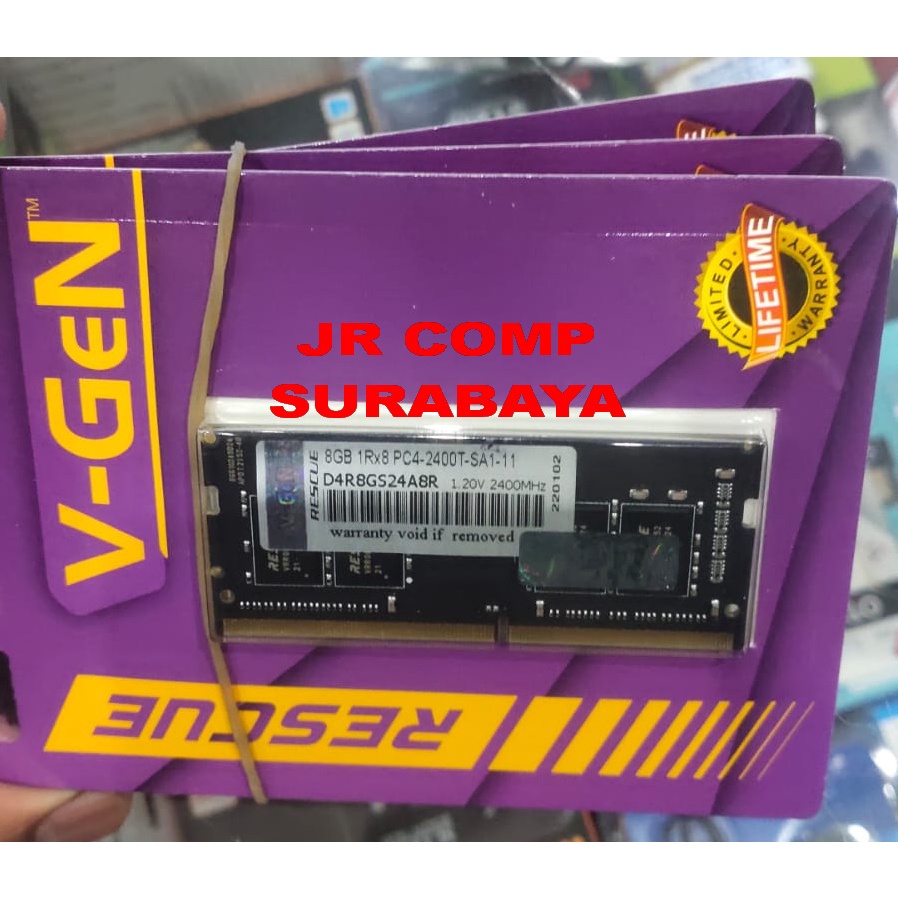 V-GeN™
LIMITED
LIFETIME
WARRANTY
JR COMP
SURABAYA
V-GeN
RESCUE
8GB 1Rx8 PC4-2400T-SA1-11
D4R8GS24A8R 1.20V 2400MHz
220102
warranty void if removed
RESCUE